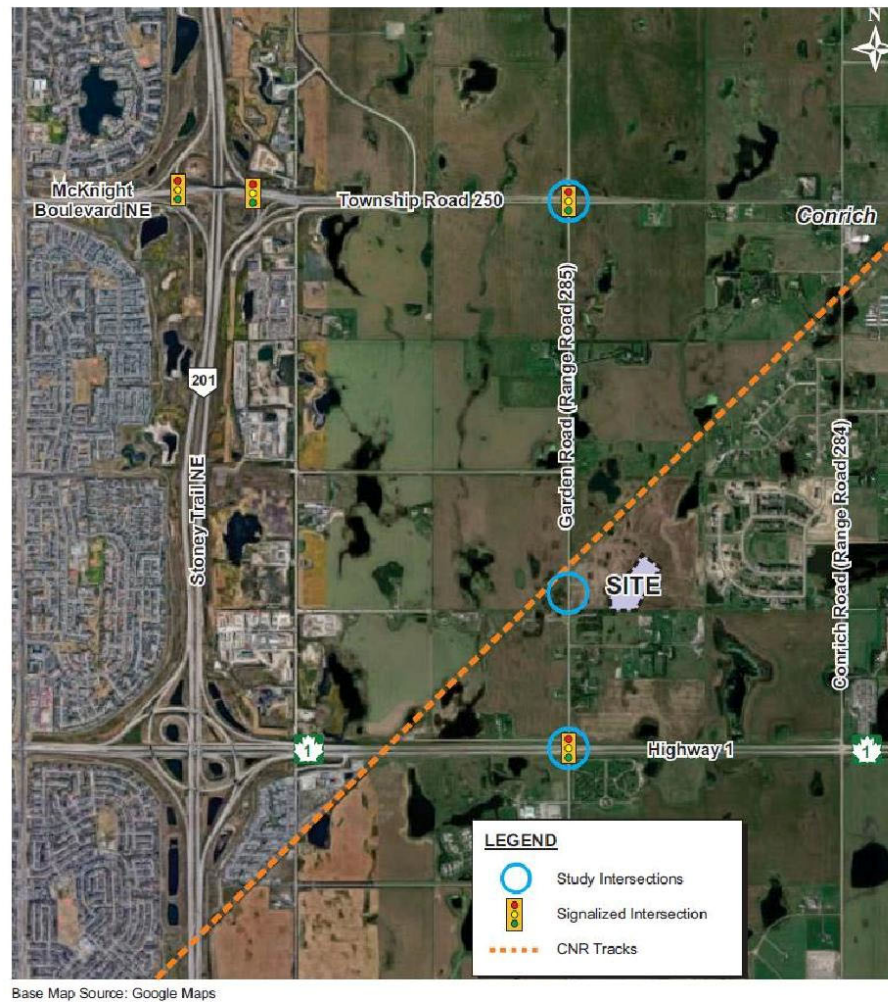 N
McKnight
Boulevard NE
Township Road 250
Conrich
Garden Road (Range Road 285)
201
Stoney Trail NE
Conrich Road (Range Road 284)
SITE
1
Highway 1
1
LEGEND
Study Intersections
Signalized Intersection
CNR Tracks
Base Map Source: Google Maps